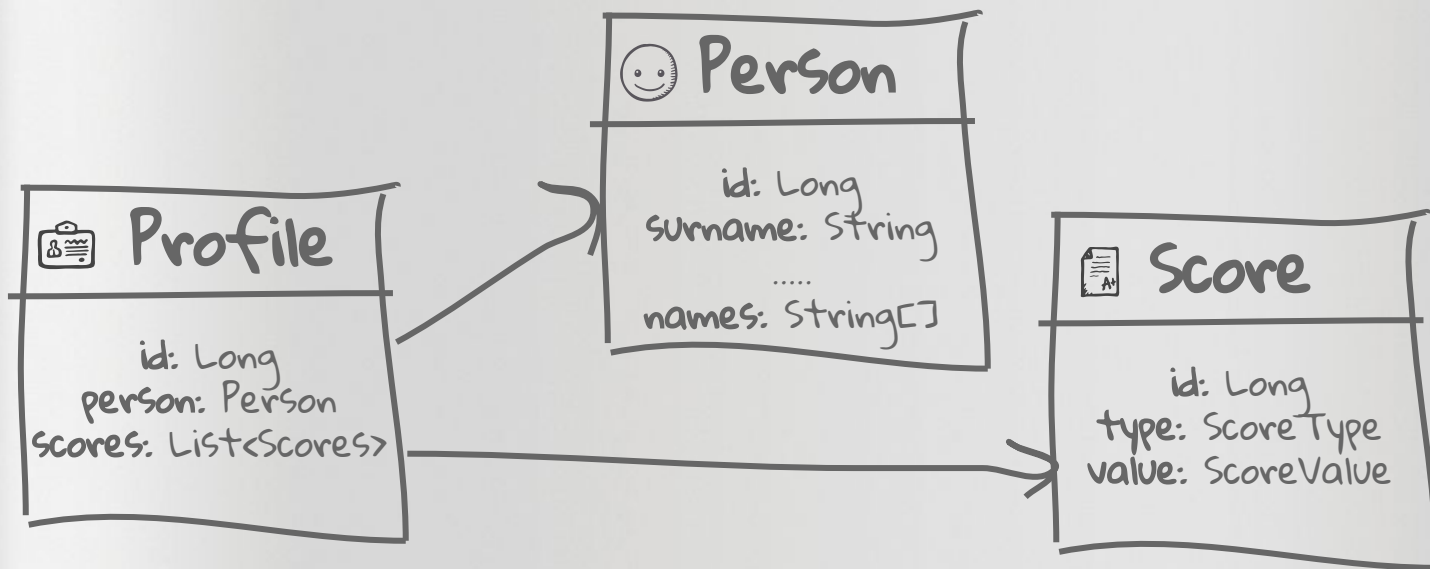 Person
id: Long
surname: String
.....
names: String[]
Profile
id: Long
person: Person
scores: List<Scores>
Score
A+
id: Long
type: ScoreType
value: ScoreValue